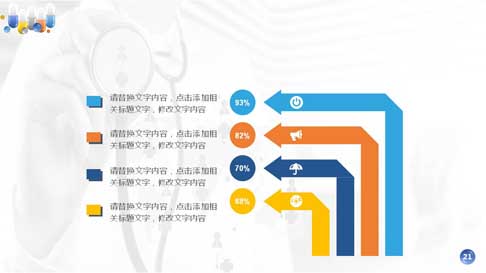 请替换文字内容，点击添加相
关标题文字，修改文字内容
93%
请替换文字内容，点击添加相
关标题文字，修改文字内容
82%
请替换文字内容，点击添加相
关标题文字，修改文字内容
70%
请替换文字内容，点击添加相
关标题文字，修改文字内容
68%
21